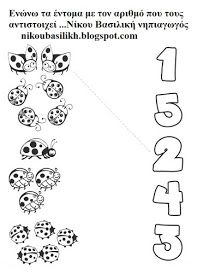 Ενώνω τα έντομα με τον αριθμό που τους
αντιστοιχεί ...Νίκου Βασιλική νηπιαγωγός
nikoubasilikh.blogspot.com
1
5
2
4
3